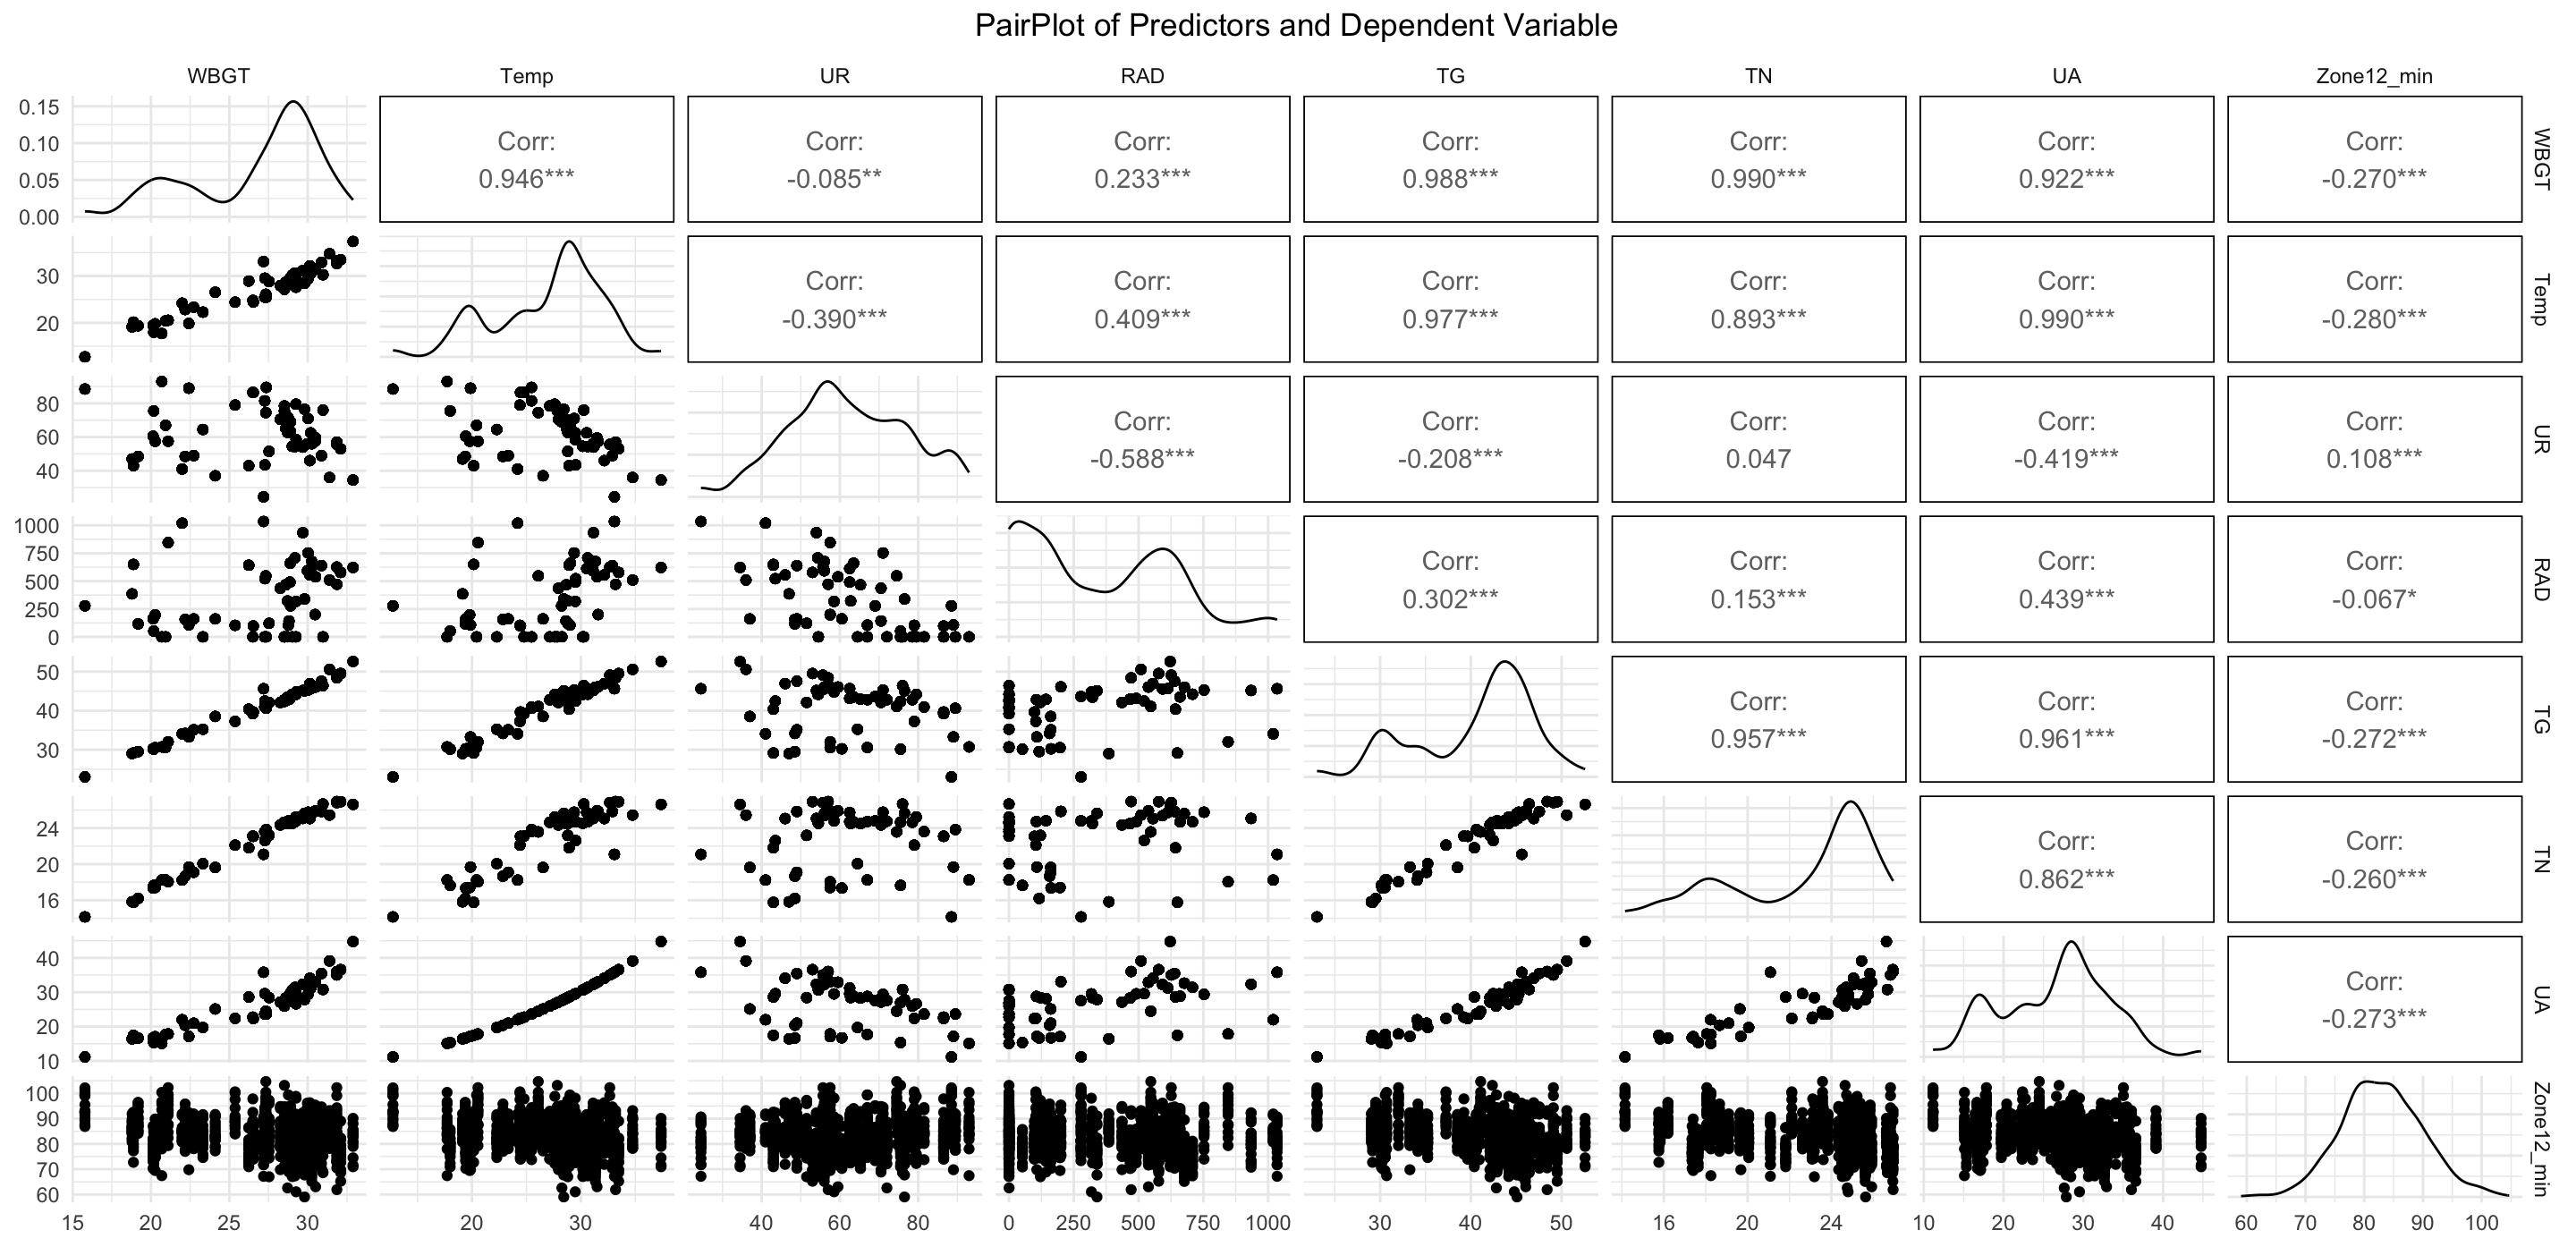 PairPlot of Predictors and Dependent Variable
WBGT Temp UR RAD TG TN UA Zone12_min
0.15
0.10
0.05
0.00
Corr:
0.946***
Corr:
-0.085**
Corr:
0.233***
Corr:
0.988***
Corr:
0.990***
Corr:
0.922***
Corr:
-0.270***
WBGT
30
20
Corr:
-0.390***
Corr:
0.409***
Corr:
0.977***
Corr:
0.893***
Corr:
0.990***
Corr:
-0.280***
Temp
80
60
40
Corr:
-0.588***
Corr:
-0.208***
Corr:
0.047
Corr:
-0.419***
Corr:
0.108***
UR
1000
750
500
250
0
Corr:
0.302***
Corr:
0.153***
Corr:
0.439***
Corr:
-0.067*
RAD
50
40
30
Corr:
0.957***
Corr:
0.961***
Corr:
-0.272***
TG
24
20
16
Corr:
0.862***
Corr:
-0.260***
TN
40
30
20
10
Corr:
-0.273***
UA
100
90
80
70
60
Zone12_min
15 20 25 30 20 30 40 60 80 0 250 500 750 1000 30 40 50 16 20 24 10 20 30 40 60 70 80 90 100